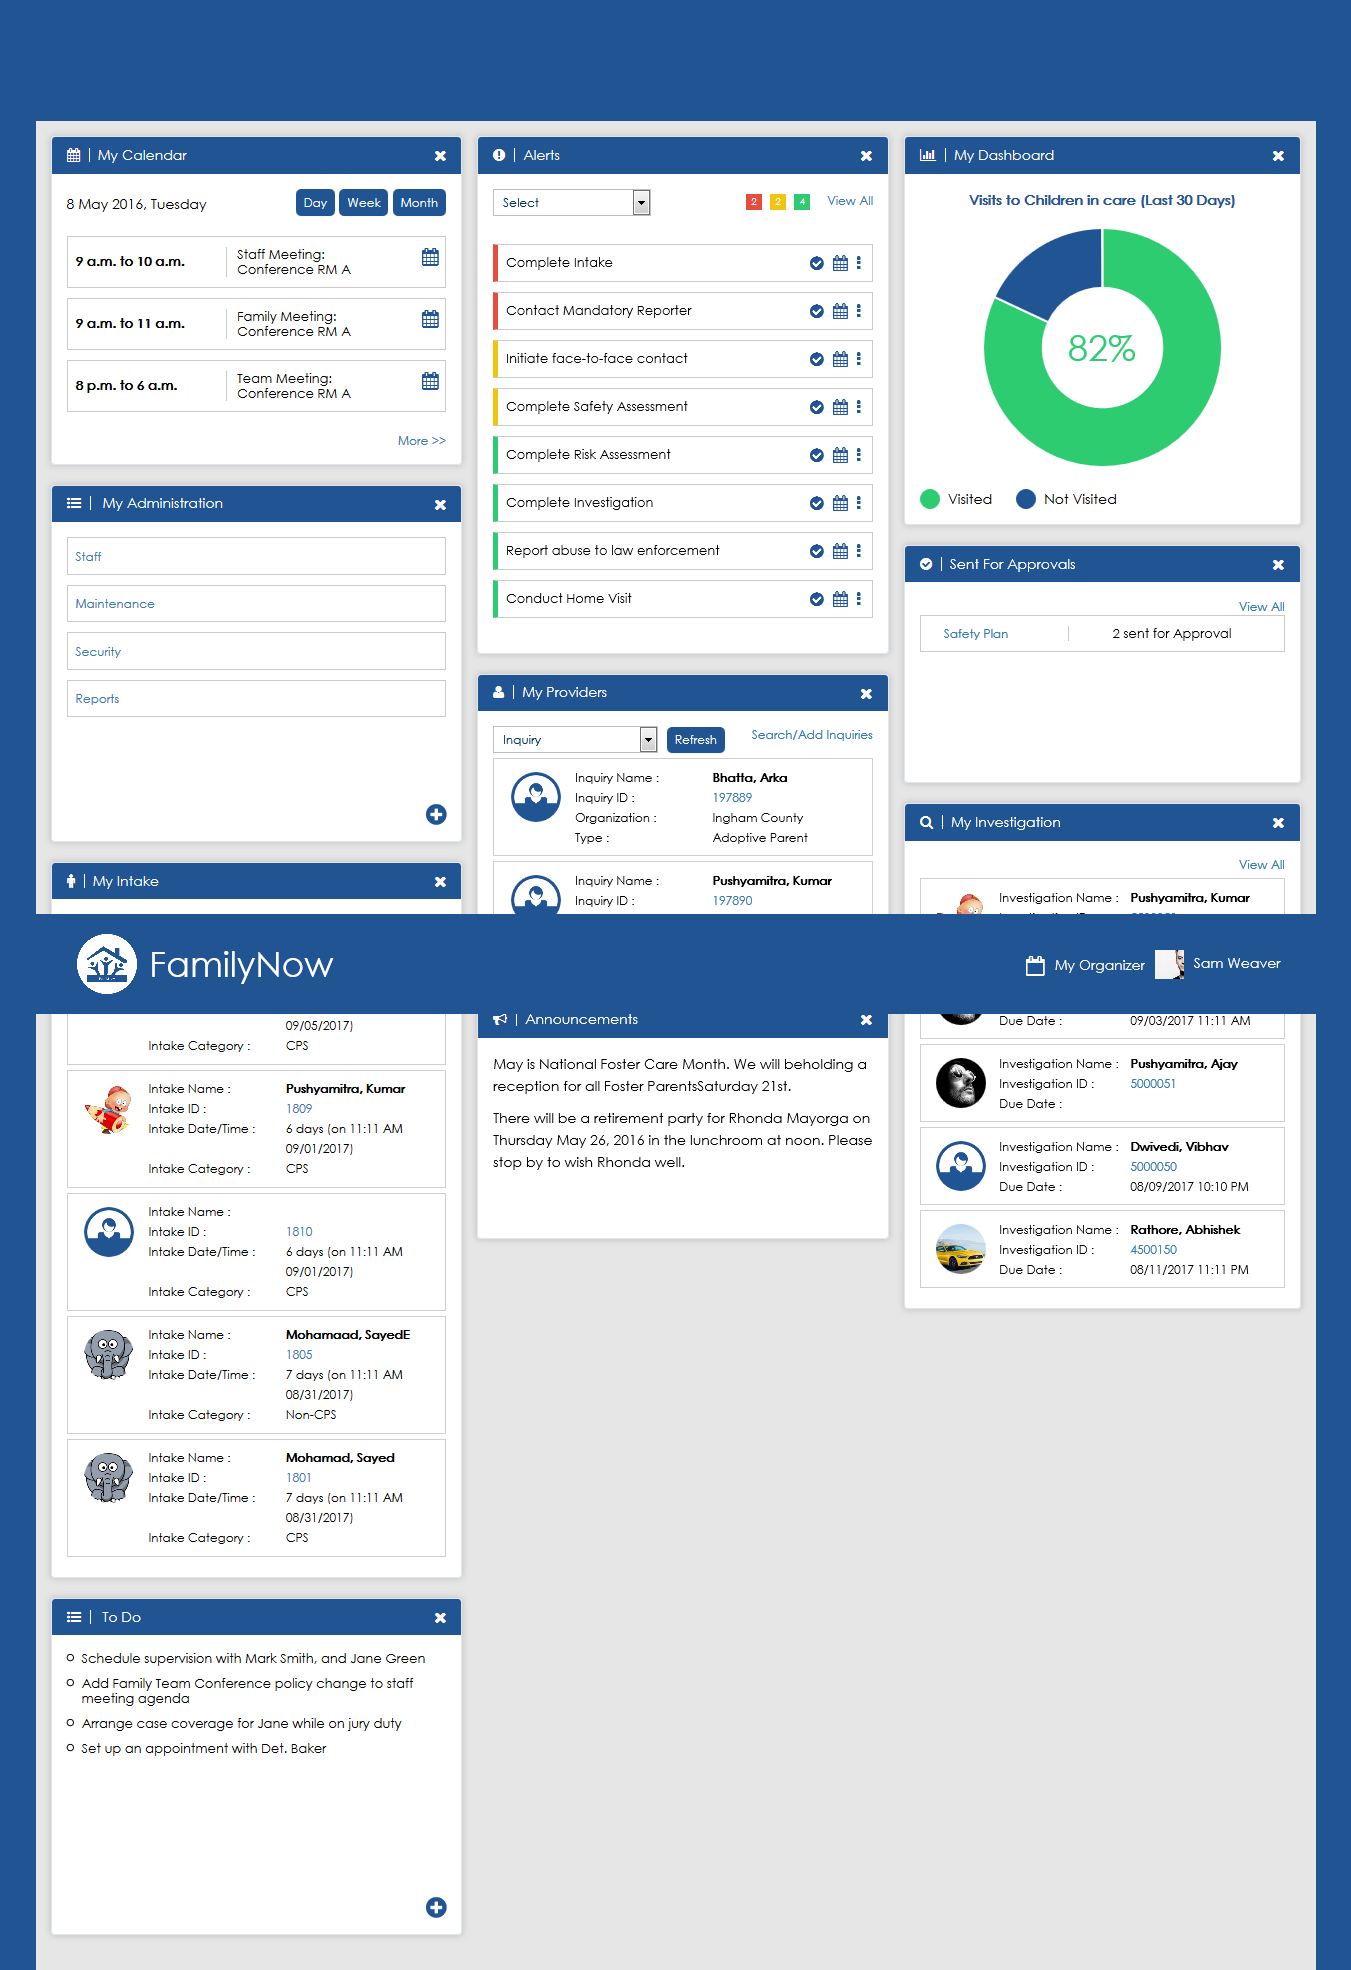 My Calendar
8 May 2016, Tuesday
Day Week Month
9 a.m. to 10 a.m.
Staff Meeting:
Conference RM A
9 a.m. to 11 a.m.
Family Meeting:
Conference RM A
8 p.m. to 6 a.m.
Team Meeting:
Conference RM A
More >>
My Administration
Staff
Maintenance
Security
Reports
My Intake
Alerts
Select
2 2 4 View All
Complete Intake
Contact Mandatory Reporter
Initiate face-to-face contact
Complete Safety Assessment
Complete Risk Assessment
Complete Investigation
Report abuse to law enforcement
Conduct Home Visit
My Providers
Inquiry Refresh Search/Add Inquiries
Inquiry Name : Bhatta, Arka
Inquiry ID : 197889
Organization : Ingham County
Type : Adoptive Parent
Inquiry Name : Pushyamitra, Kumar
Inquiry ID : 197890
My Dashboard
Visits to Children in care (Last 30 Days)
82%
Visited Not Visited
Sent For Approvals
View All
Safety Plan 2 sent for Approval
My Investigation
View All
Investigation Name : Pushyamitra, Kumar
FamilyNow
My Organizer Sam Weaver
09/05/2017)
Intake Category : CPS
Intake Name : Pushyamitra, Kumar
Intake ID : 1809
Intake Date/Time : 6 days (on 11:11 AM
09/01/2017)
Intake Category : CPS
Intake Name :
Intake ID : 1810
Intake Date/Time : 6 days (on 11:11 AM
09/01/2017)
Intake Category : CPS
Intake Name : Mohamaad, SayedE
Intake ID : 1805
Intake Date/Time : 7 days (on 11:11 AM
08/31/2017)
Intake Category : Non-CPS
Intake Name : Mohamad, Sayed
Intake ID : 1801
Intake Date/Time : 7 days (on 11:11 AM
08/31/2017)
Intake Category : CPS
To Do
Schedule supervision with Mark Smith, and Jane Green
Add Family Team Conference policy change to staff
meeting agenda
Arrange case coverage for Jane while on jury duty
Set up an appointment with Det. Baker
Announcements
May is National Foster Care Month. We will beholding a
reception for all Foster ParentsSaturday 21st.
There will be a retirement party for Rhonda Mayorga on
Thursday May 26, 2016 in the lunchroom at noon. Please
stop by to wish Rhonda well.
Due Date : 09/03/2017 11:11 AM
Investigation Name : Pushyamitra, Ajay
Investigation ID : 5000051
Due Date :
Investigation Name : Dwivedi, Vibhav
Investigation ID : 5000050
Due Date : 08/09/2017 10:10 PM
Investigation Name : Rathore, Abhishek
Investigation ID : 4500150
Due Date : 08/11/2017 11:11 PM